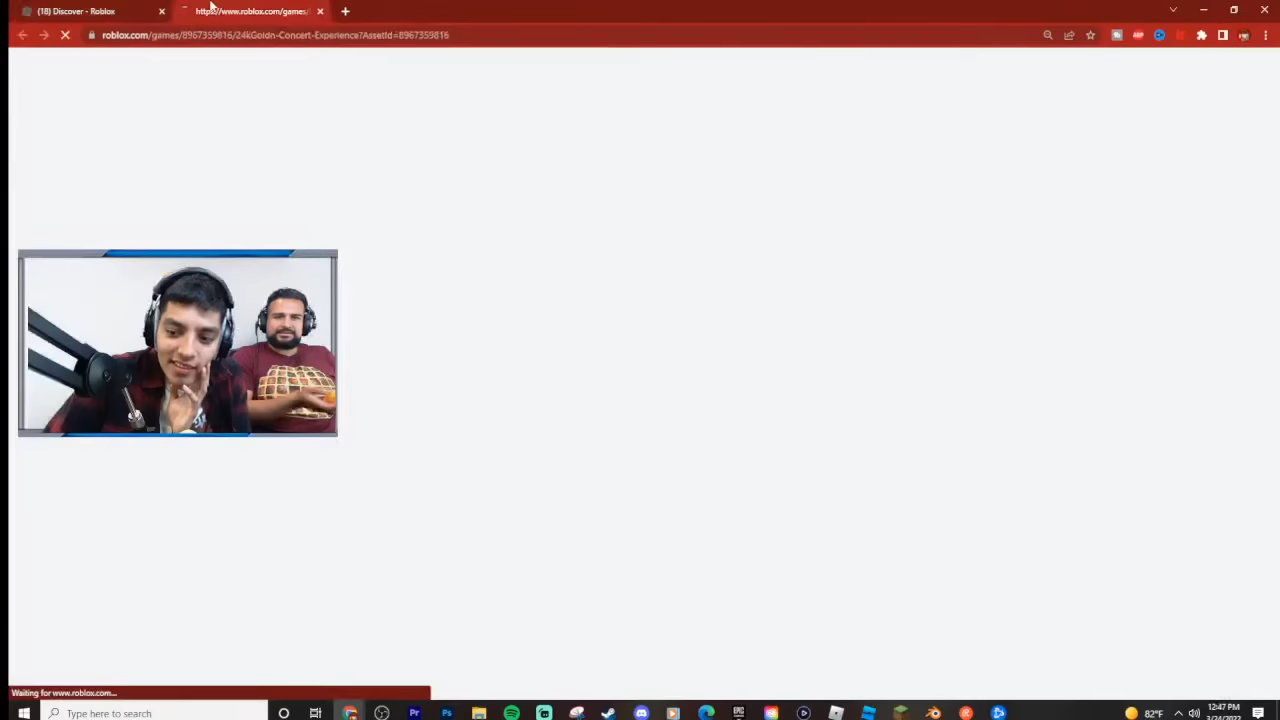 (18) Discover - Roblox
https://www.roblox.com/games/
roblox.com/games/8967359816/24kGoldn-Concert-Experience?AssetId=8967359816
Waiting for www.roblox.com...
Type here to search
82°F
12:47 PM